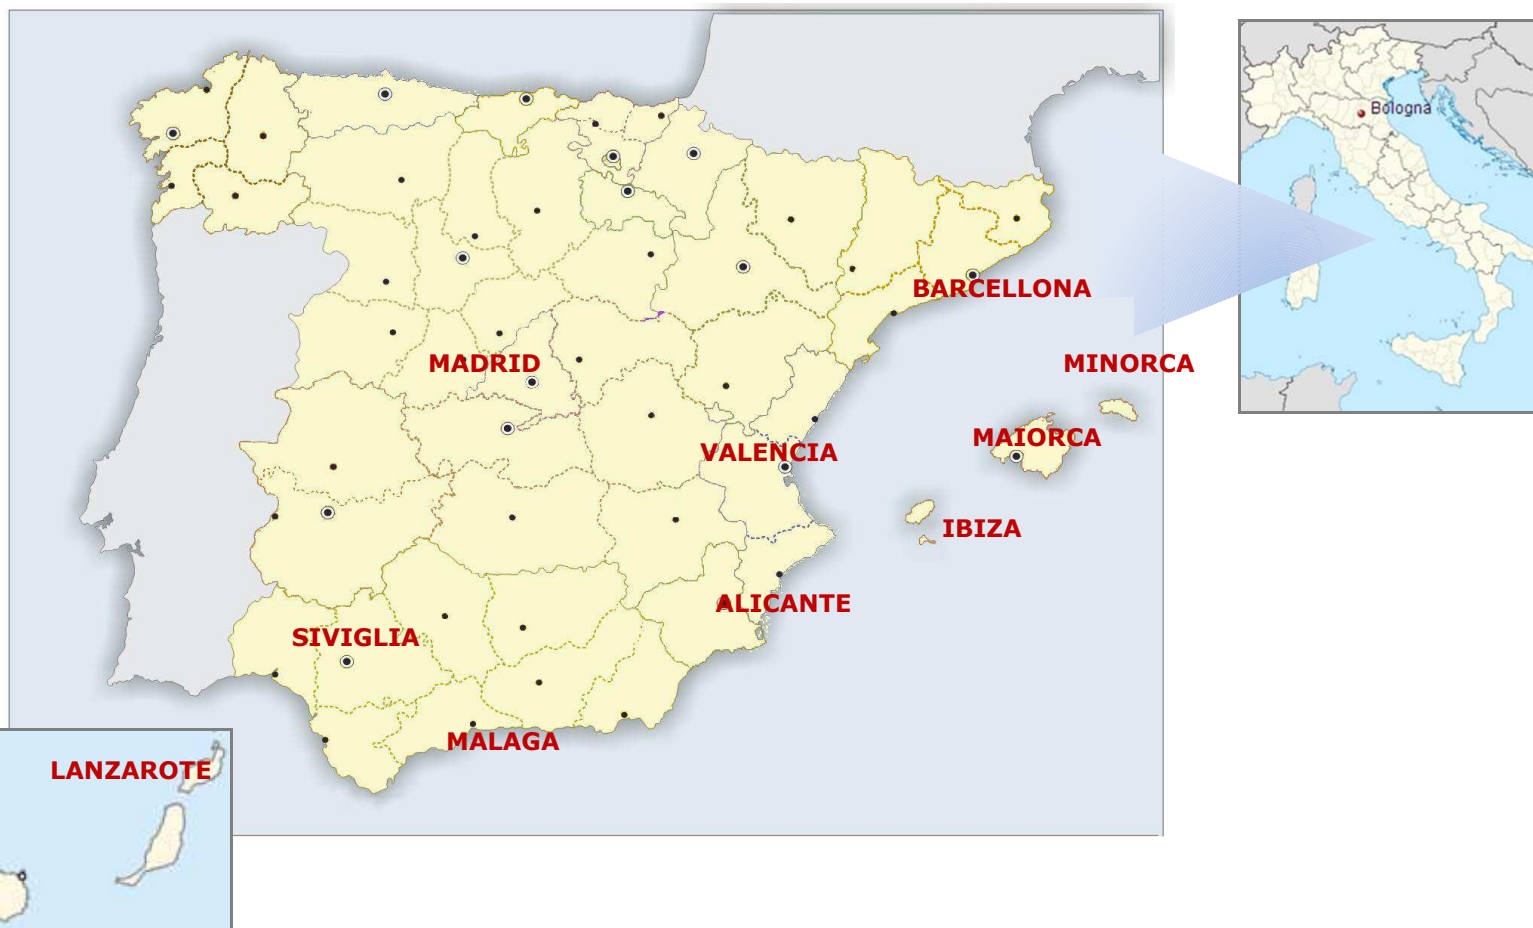 Bologna
BARCELLONA
MADRID
MINORCA
MAIORCA
VALENCIA
IBIZA
ALICANTE
SIVIGLIA
MALAGA
LANZAROTE